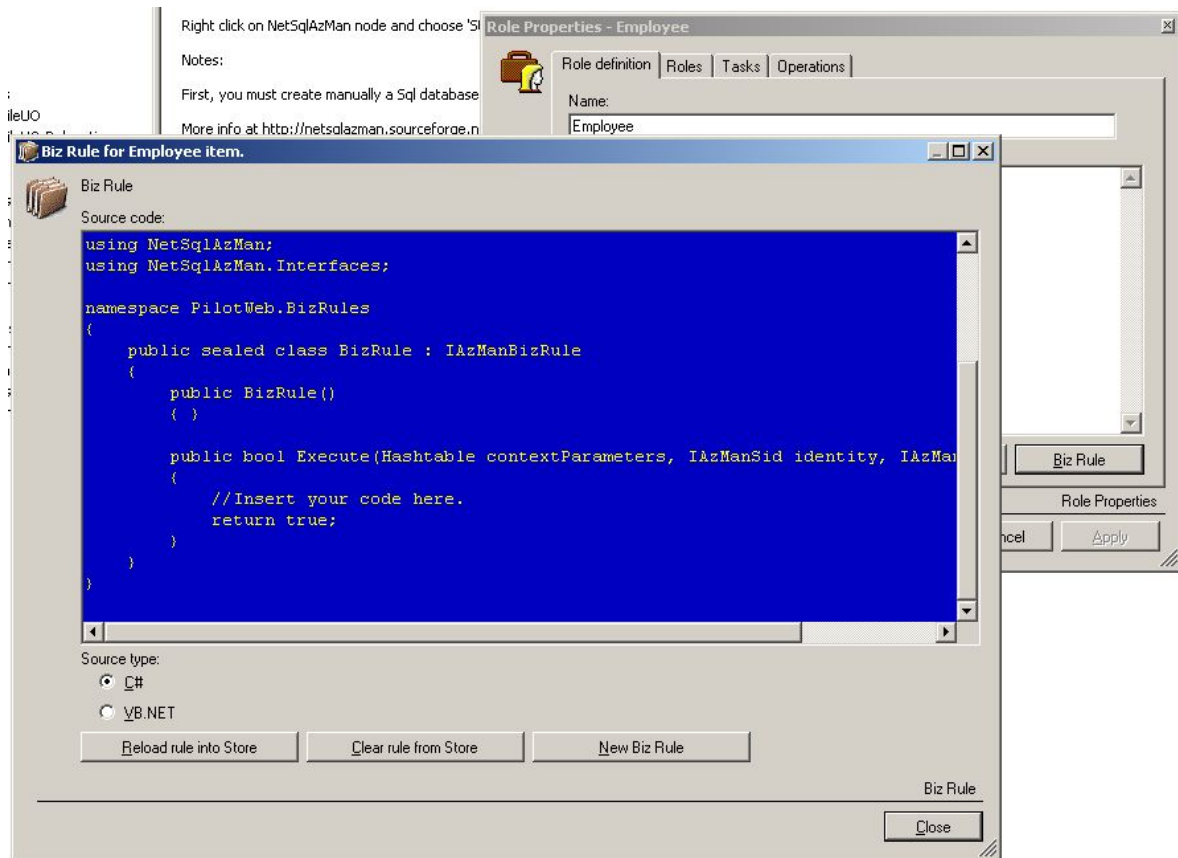 Right click on NetSqlAzMan node and choose
Notes:
First, you must create manually a Sql database
More info at http://netsqlazman.sourceforge.n
ileUO
Role Properties - Employee
Role definition
Roles
Tasks
Operations
Name:
Employee
Biz Rule
Role Properties
Apply
Biz Rule for Employee item.
Biz Rule
Source code:
using NetSqlAzMan;
using NetSqlAzMan.Interfaces;
namespace PilotWeb.BizRules
{
public sealed class BizRule : IAzManBizRule
{
public BizRule()
{ }
public bool Execute(Hashtable contextParameters, IAzManSid identity, IAzMa
{
//Insert your code here.
return true;
}
}
}
Source type:
C#
VB.NET
Reload rule into Store
Clear rule from Store
New Biz Rule
Biz Rule
Close